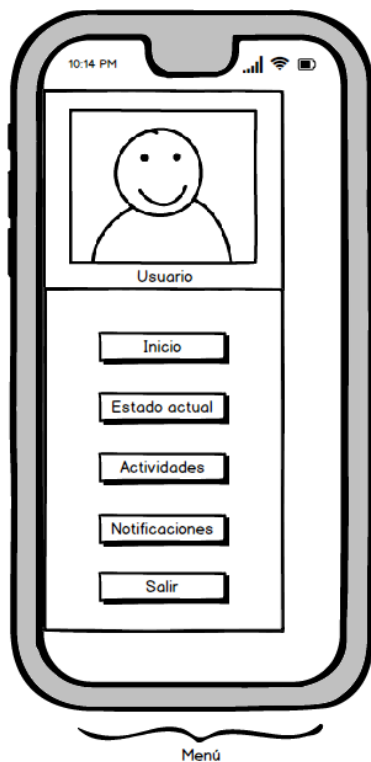 10:14 PM
Usuario
Inicio
Estado actual
Actividades
Notificaciones
Salir
Menú